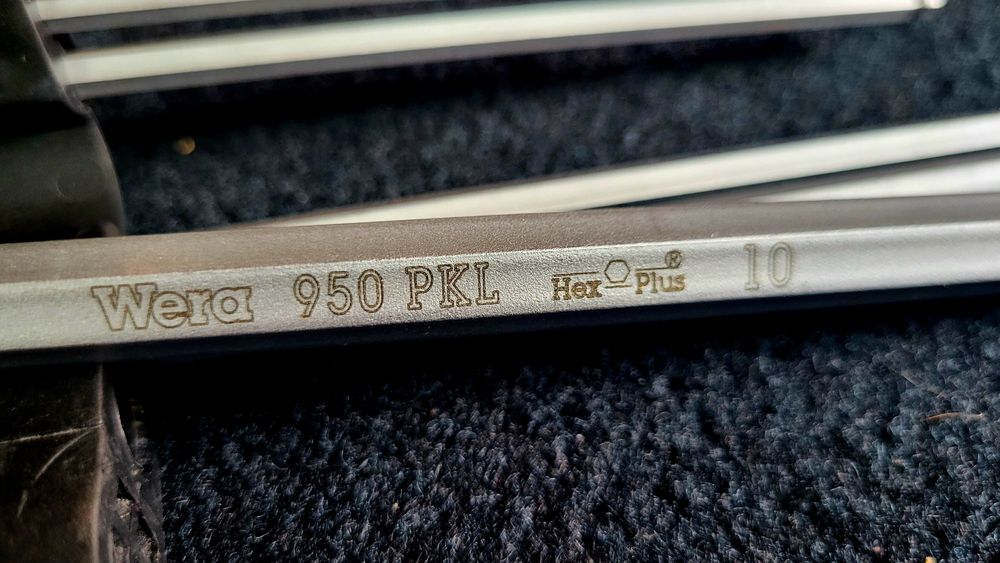 Wera 950 PKL Hex Plus® 10